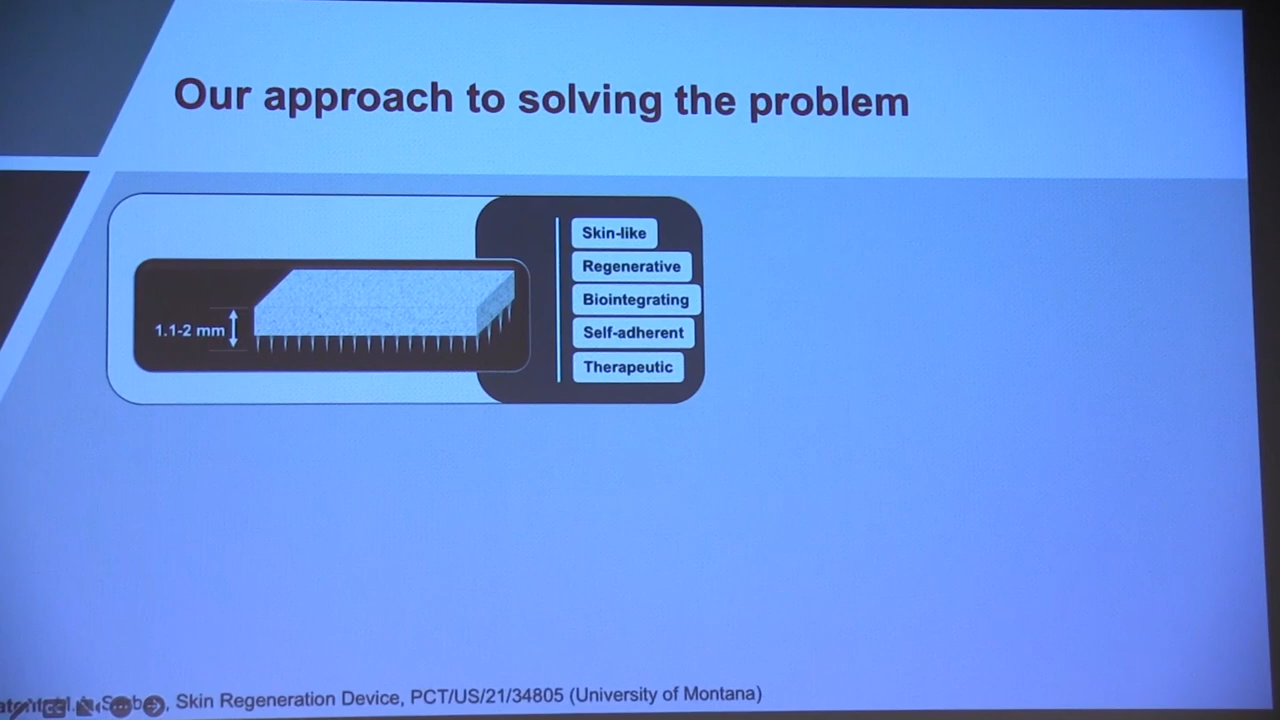 Our approach to solving the problem
Skin-like
Regenerative
Biointegrating
Self-adherent
Therapeutic
1.1-2 mm
Skin Regeneration Device, PCT/US/21/34805 (University of Montana)